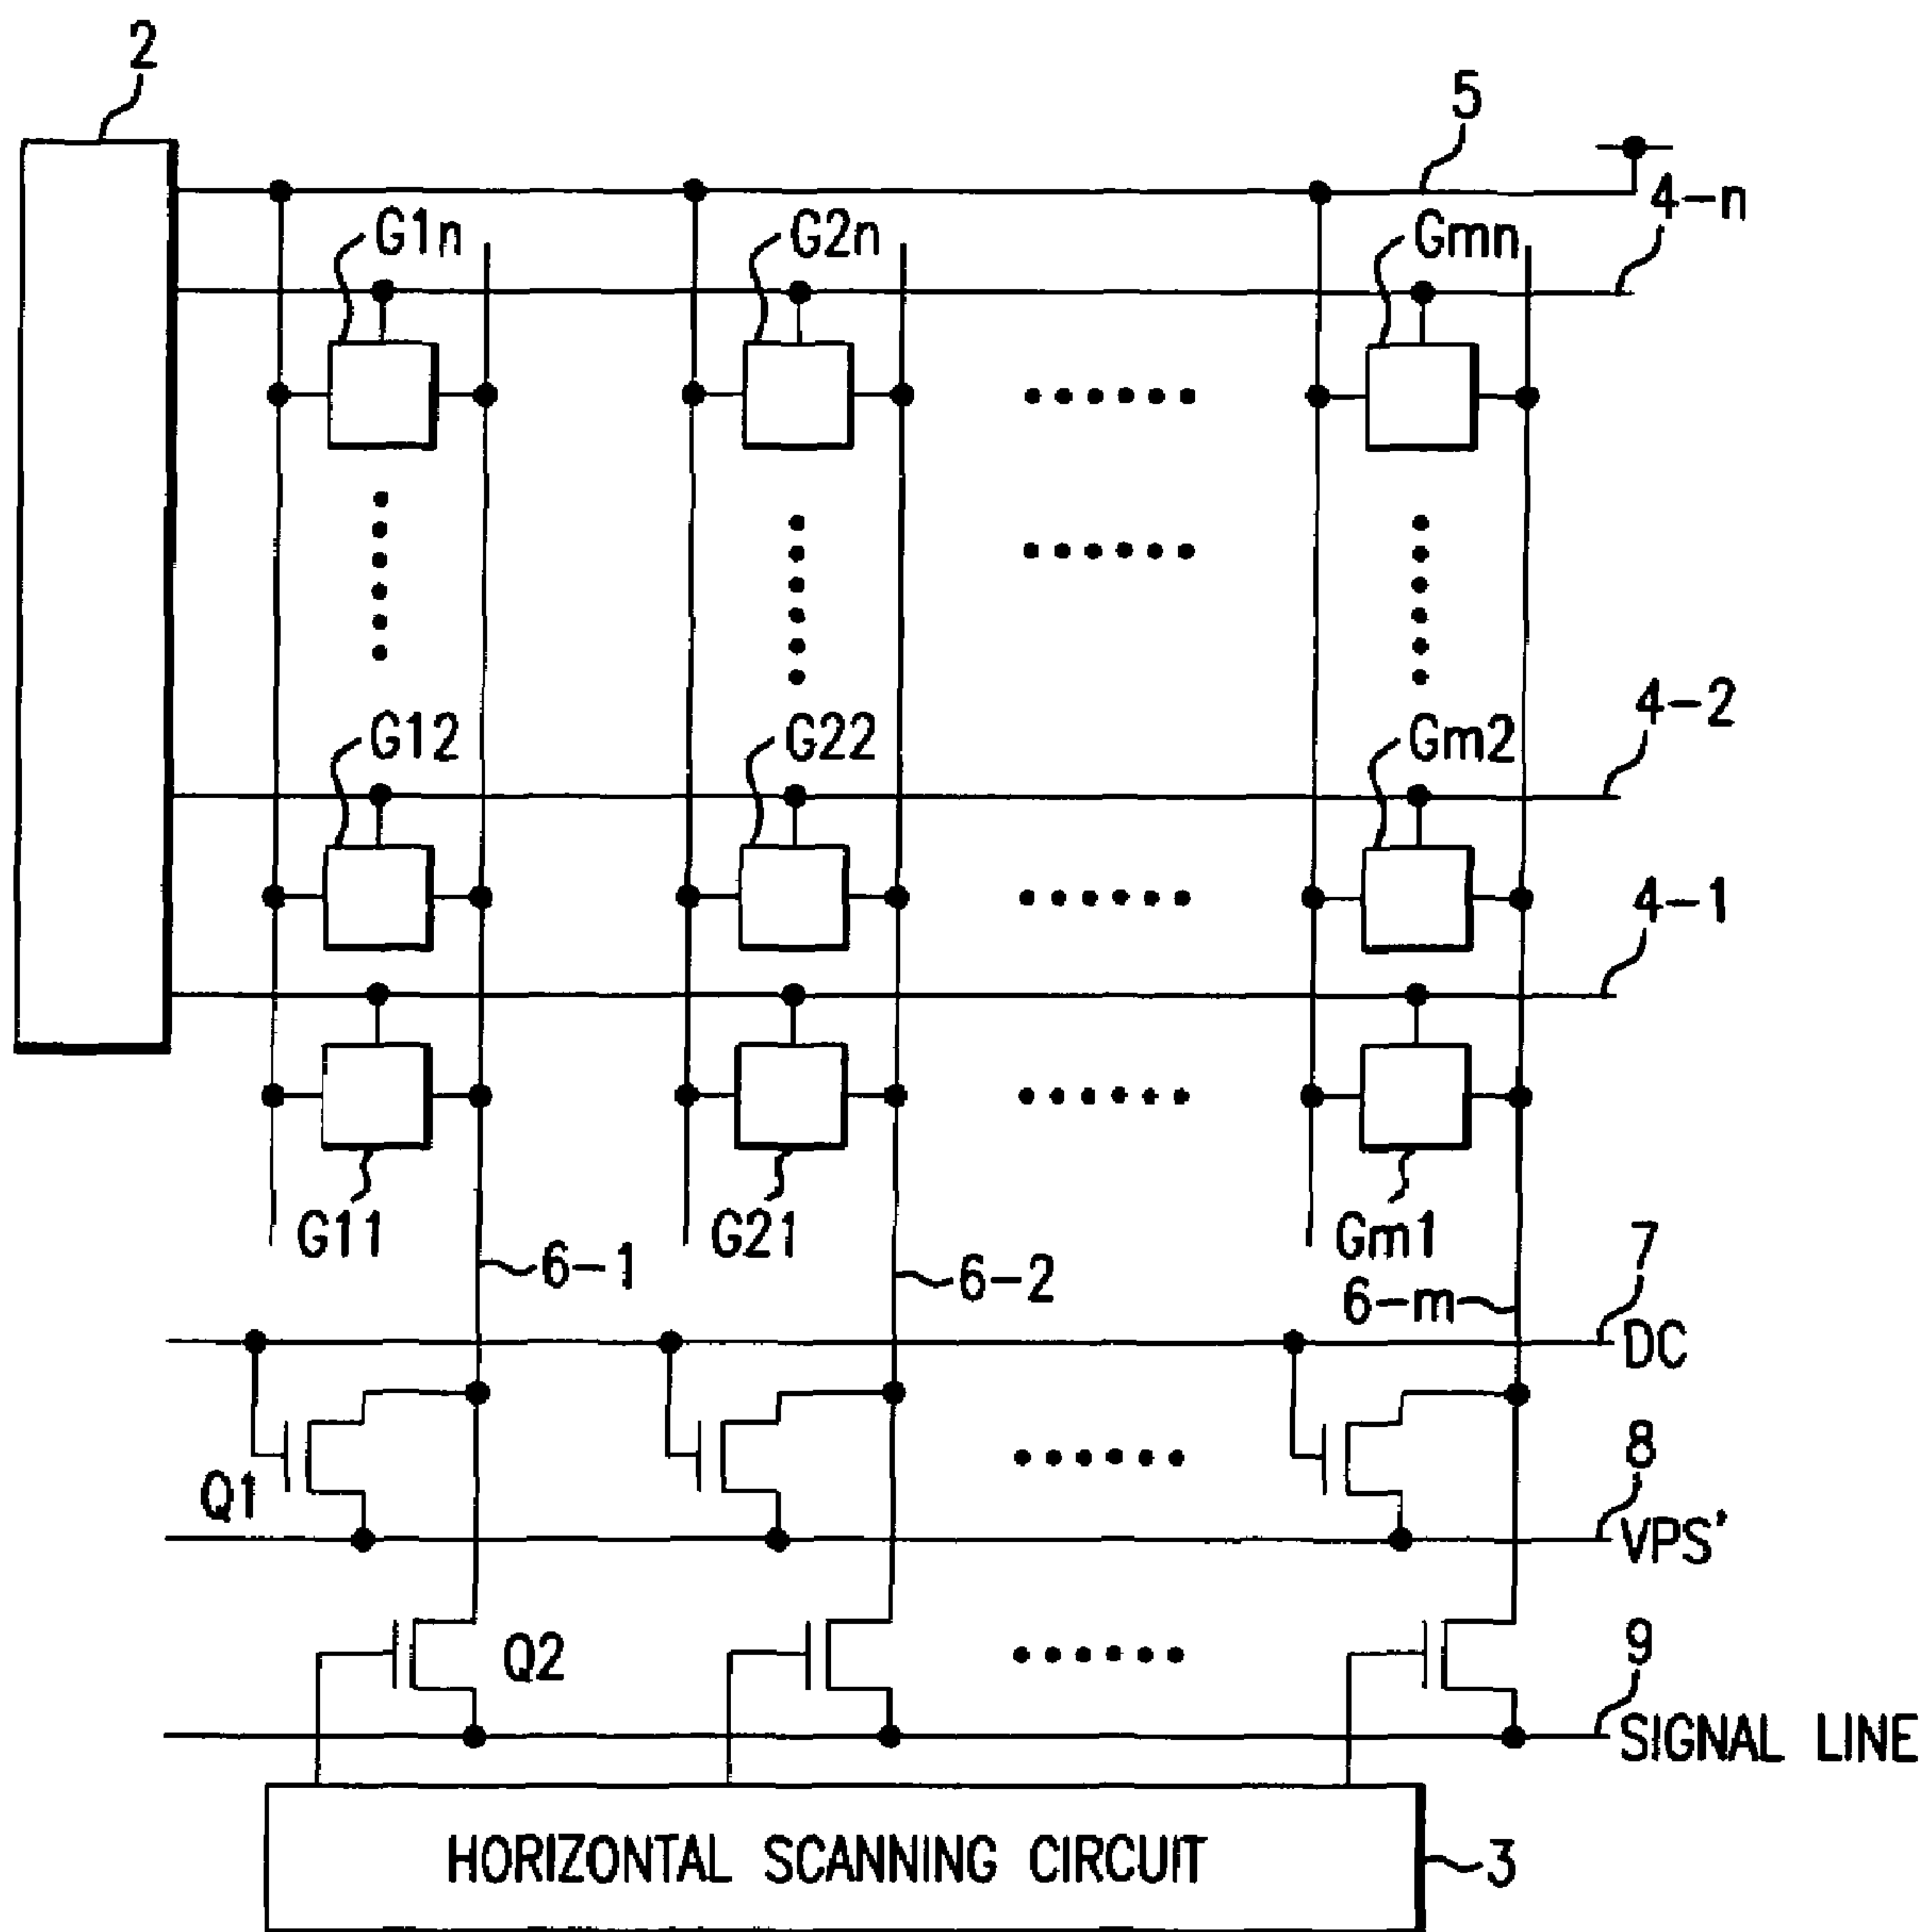 2
5
4-n
G1n
G2n
Gmn
4-2
G12
G22
Gm2
4-1
G11
G21
Gm1
7
6-1
6-2
6-m
DC
8
Q1
VPS'
9
Q2
SIGNAL LINE
HORIZONTAL SCANNING CIRCUIT
3